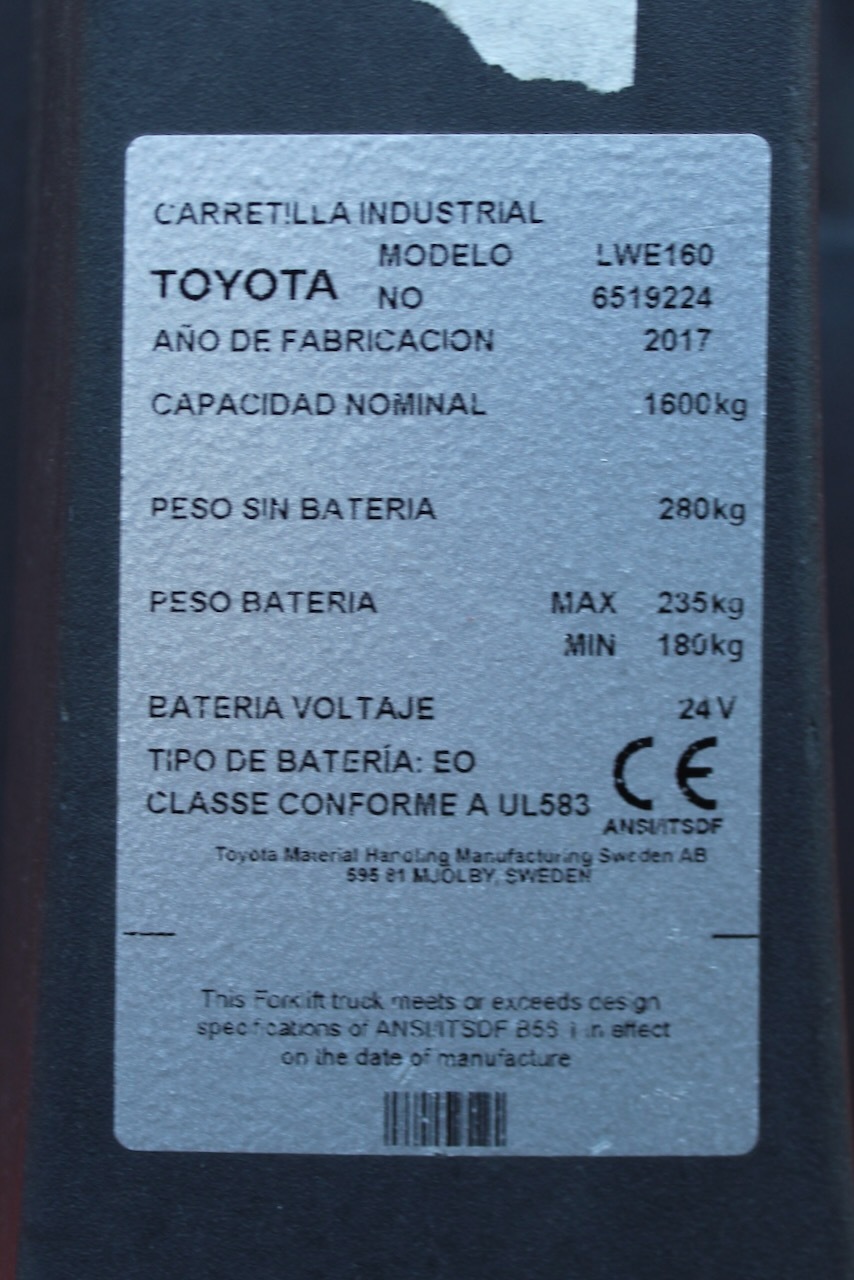 CARRETILLA INDUSTRIAL
MODELO LWE160
TOYOTA
NO 6519224
AÑO DE FABRICACION 2017
CAPACIDAD NOMINAL 1600kg
PESO SIN BATERIA 280kg
PESO BATERIA MAX 235kg
MIN 180kg
BATERIA VOLTAJE 24 V
TIPO DE BATERÍA: EO
CLASSE CONFORME A UL583
CE
ANSI/ITSDF
Toyota Material Handling Manufacturing Sweden AB
595 81 MJOLBY, SWEDEN
This Forklift truck meets or exceeds design
specifications of ANSI/ITSDF B56.1 in effect
on the date of manufacture